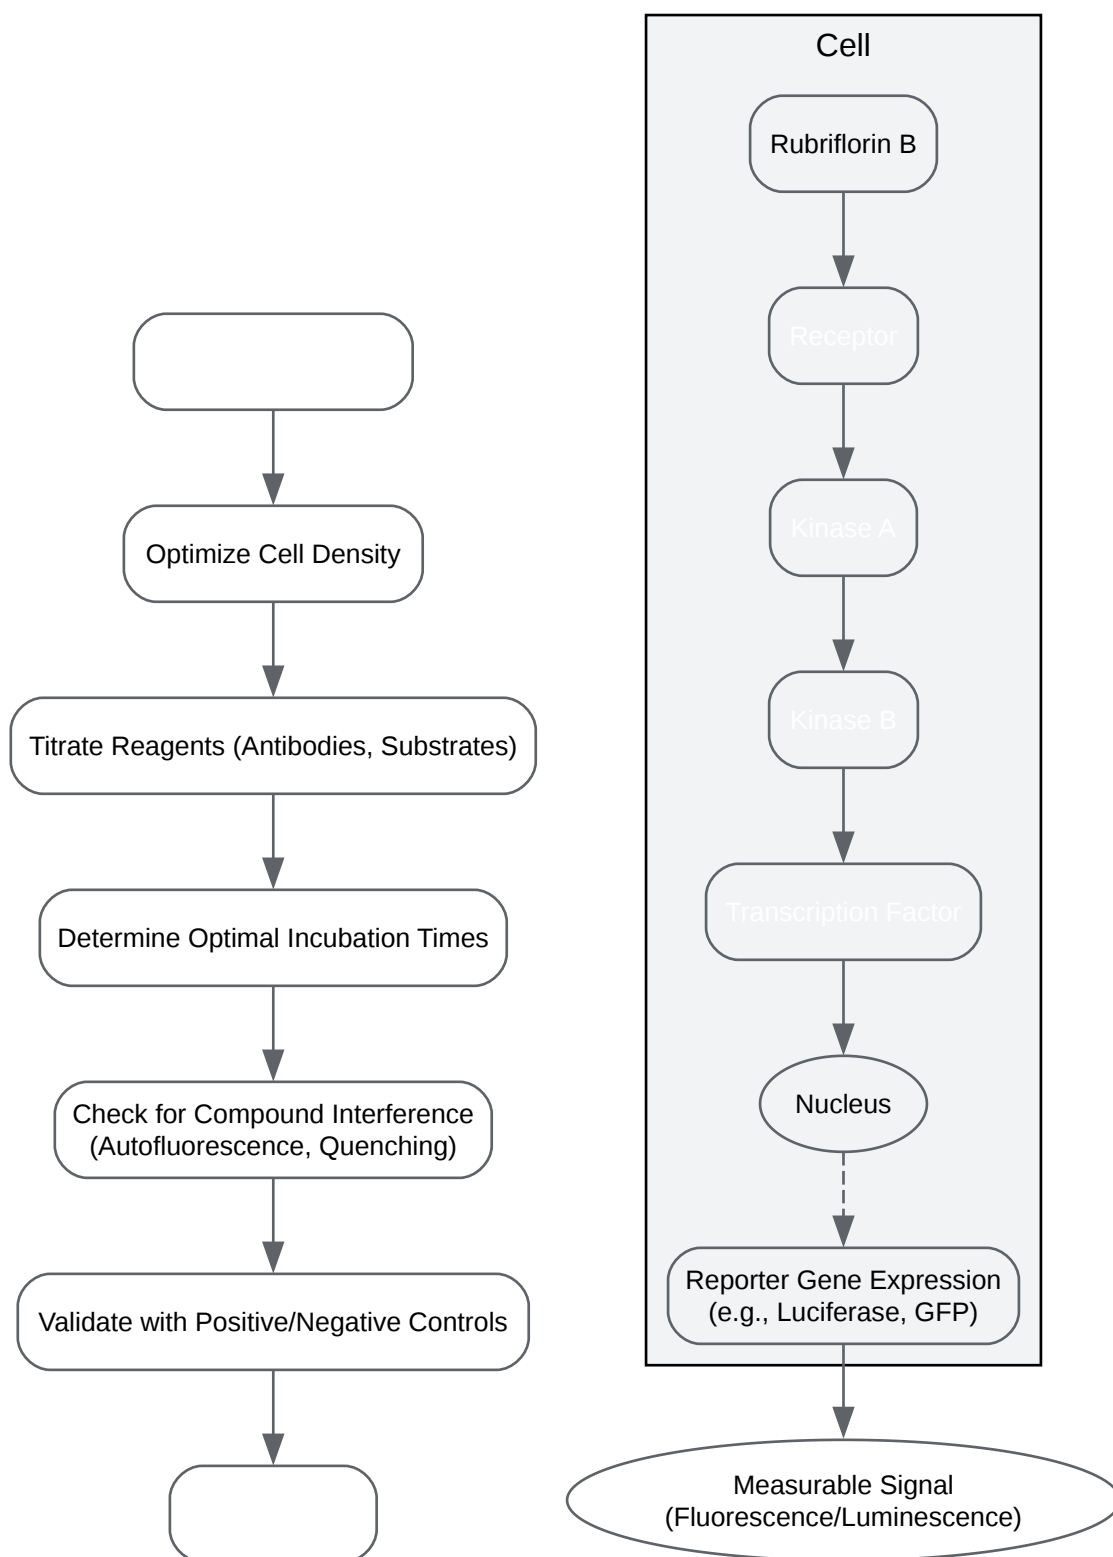 Optimize Cell Density
Titrate Reagents (Antibodies, Substrates)
Determine Optimal Incubation Times
Check for Compound Interference
(Autofluorescence, Quenching)
Validate with Positive/Negative Controls
Cell
Rubriflorin B
Receptor
Kinase A
Kinase B
Transcription Factor
Nucleus
Reporter Gene Expression
(e.g., Luciferase, GFP)
Measurable Signal
(Fluorescence/Luminescence)